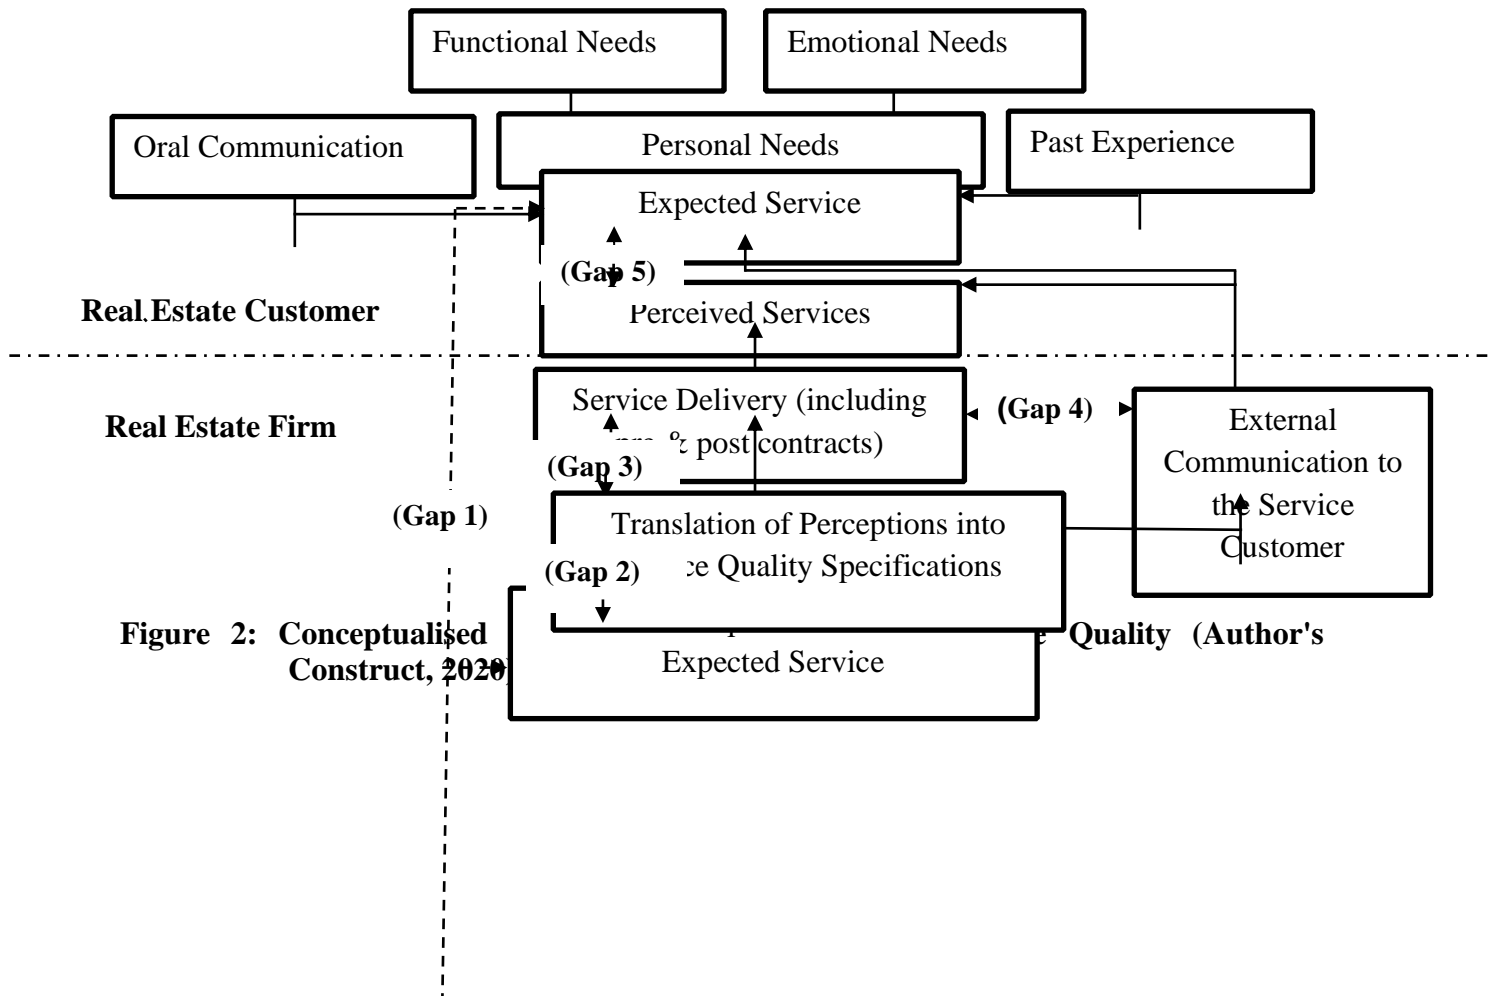 Functional Needs
Emotional Needs
Oral Communication
Personal Needs
Past Experience
Expected Service
(Gap 5)
Real Estate Customer
Perceived Services
Service Delivery (including
& post contracts)
(Gap 4)
Real Estate Firm
External
Communication to
the Service
Customer
(Gap 3)
(Gap 1)
Translation of Perceptions into
Quality Specifications
(Gap 2)
Figure 2: Conceptualised Quality (Author's
Construct, 2020)
Expected Service